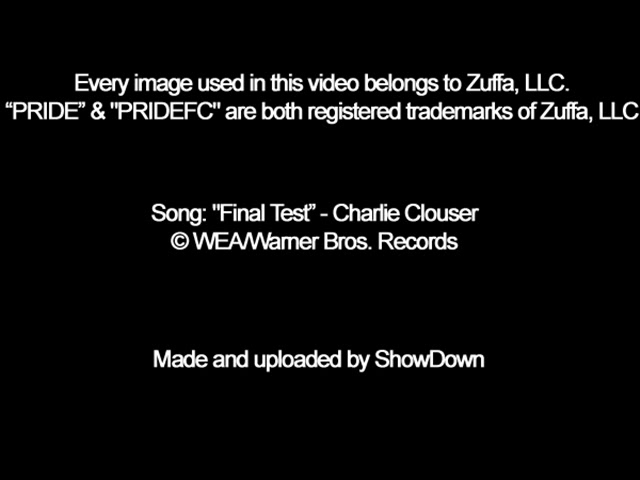 Every image used in this video belongs to Zuffa, LLC.
“PRIDE” & "PRIDEFC" are both registered trademarks of Zuffa, LLC
Song: "Final Test” - Charlie Clouser
© WEA/Warner Bros. Records
Made and uploaded by ShowDown